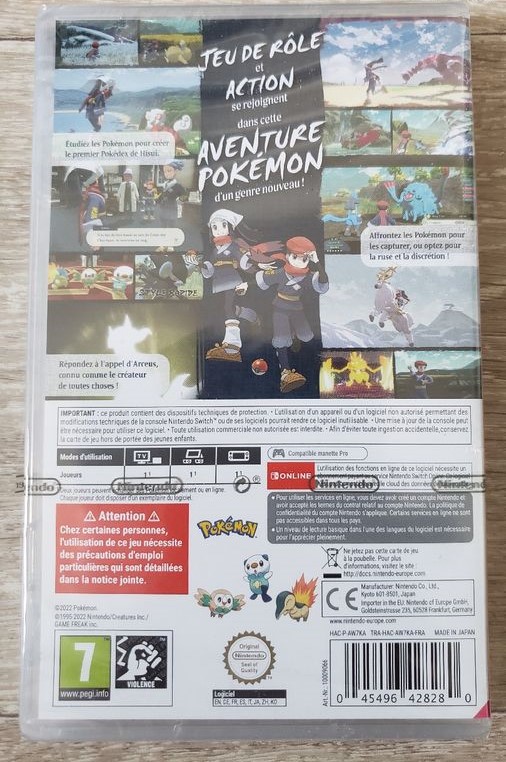 JEU DE RÔLE
et
ACTION
se rejoignent
dans cette
AVENTURE
POKÉMON
d'un genre nouveau !
Étudiez les Pokémon pour créer
le premier Pokédex de Hisui.
Affrontez les Pokémon pour
les capturer, ou optez pour
la ruse et la discrétion !
STYLE RAPIDE
Répondez à l'appel d'Arceus,
connu comme le créateur
de toutes choses !
IMPORTANT : ce produit contient des dispositifs techniques de protection. • L'utilisation d'un appareil ou d'un logiciel non autorisé permettant des
modifications techniques de la console Nintendo Switch™ ou de ses logiciels pourrait rendre ce logiciel inutilisable. • Une mise à jour de la console peut
être nécessaire pour utiliser ce logiciel. • Toute utilisation commerciale non autorisée est interdite. • Afin d'éviter toute ingestion accidentelle, conservez
la carte de jeu hors de portée des jeunes enfants.
Modes d'utilisation
TV
Compatible manette Pro
Joueurs
1
1
1
ONLINE
L'utilisation des fonctions en ligne de ce logiciel nécessite un
Nintendo
Nintendo
Nintendo
chaque joueur doit disposer d'un exemplaire du logiciel.
• Pour utiliser les services en ligne, vous devez avoir créé un compte Nintendo et
avoir accepté les termes du contrat relatif au compte Nintendo. La politique de
confidentialité du compte Nintendo s'applique. Certains services en ligne ne sont
pas accessibles dans tous les pays.
• Un niveau de lecture basique dans l'une des langues du logiciel est nécessaire
pour l'apprécier pleinement.
Attention
Chez certaines personnes,
l'utilisation de ce jeu nécessite
des précautions d'emploi
particulières qui sont détaillées
dans la notice jointe.
POKÉMON
Ne jetez pas cette carte de jeu
à la poubelle. Pour plus
d'informations, visitez le site :
http://docs.nintendo-europe.com
CE
Manufacturer: Nintendo Co., Ltd.,
Kyoto 601-8501, Japan
Importer in the EU: Nintendo of Europe GmbH,
Goldsteinstrasse 235, 60528 Frankfurt, Germany
www.nintendo-europe.com
©2022 Pokémon.
©1995-2022 Nintendo/Creatures Inc./
GAME FREAK inc.
HAC-P-AW7KA TRA-HAC-AW7KA-FRA MADE IN JAPAN
7
www.pegi.info
VIOLENCE
Original
Nintendo
Seal of
Quality
Logiciel
EN, DE, FR, ES, IT, JA, ZH, KO
Art.-Nr. 10009066
0 45496 42828 0